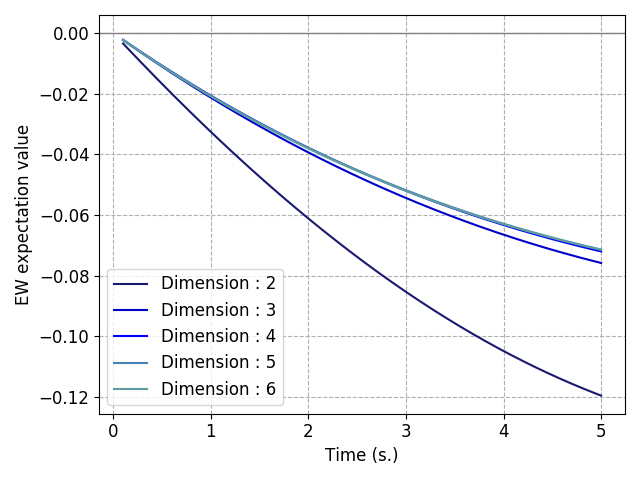 0.00
−0.02
−0.04
−0.06
−0.08
−0.10
−0.12
EW expectation value
Dimension : 2
Dimension : 3
Dimension : 4
Dimension : 5
Dimension : 6
0 1 2 3 4 5
Time (s.)